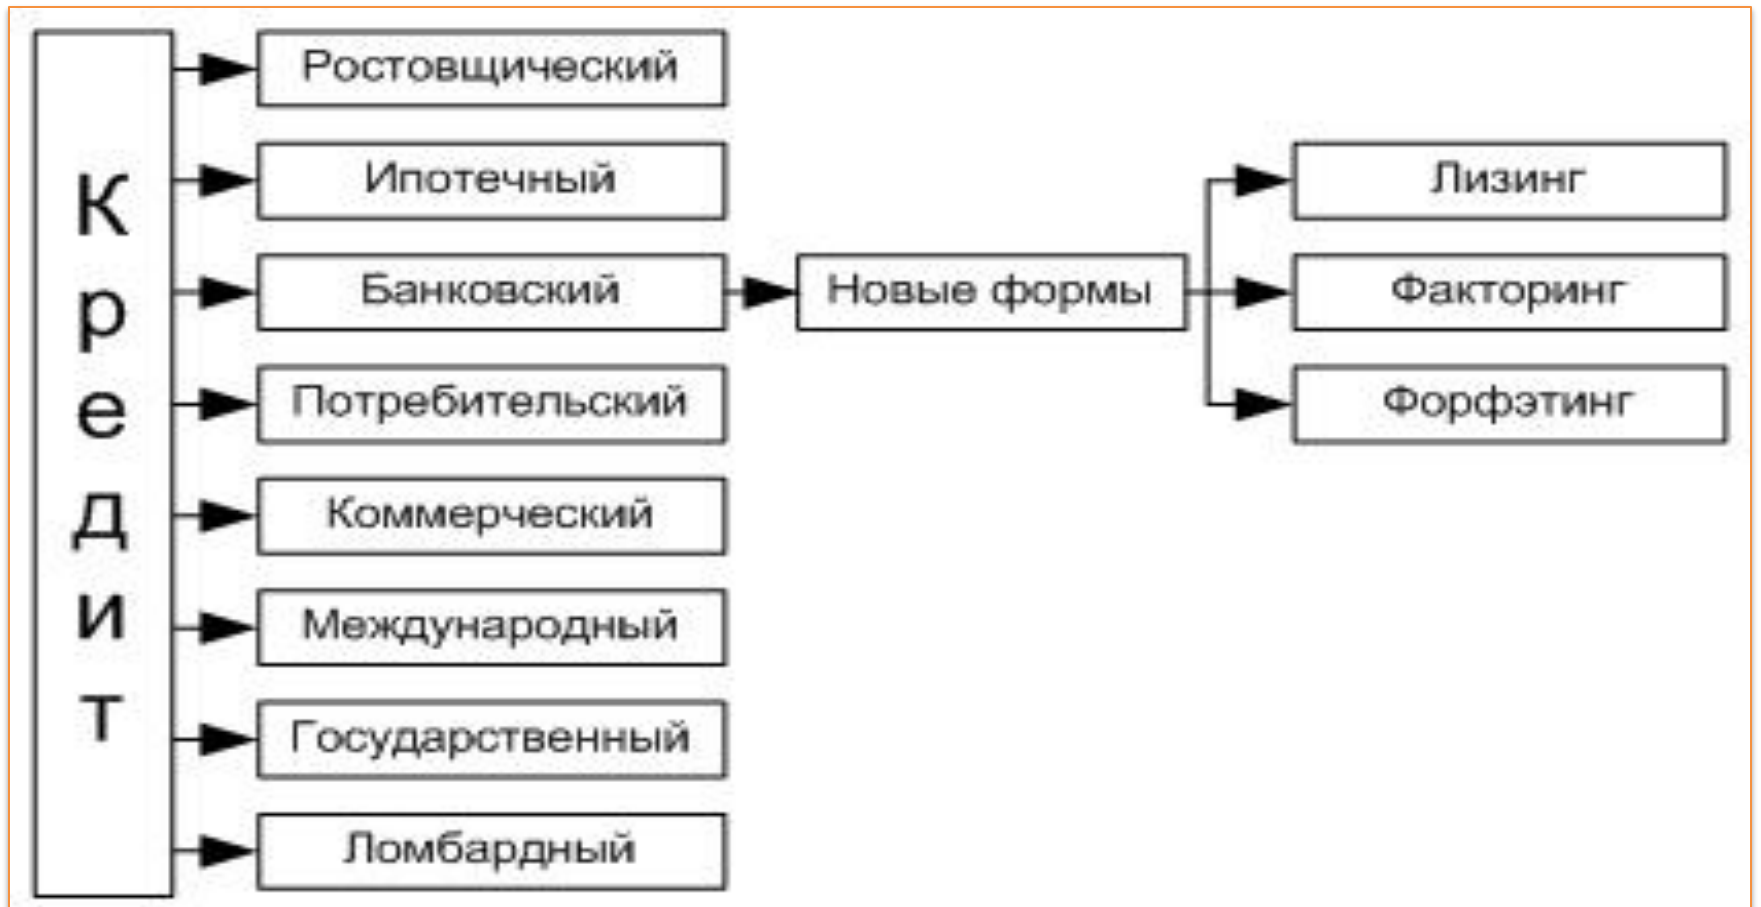 Кредит
Ростовщический
Ипотечный
Банковский
Потребительский
Коммерческий
Международный
Государственный
Ломбардный
Новые формы
Лизинг
Факторинг
Форфэтинг